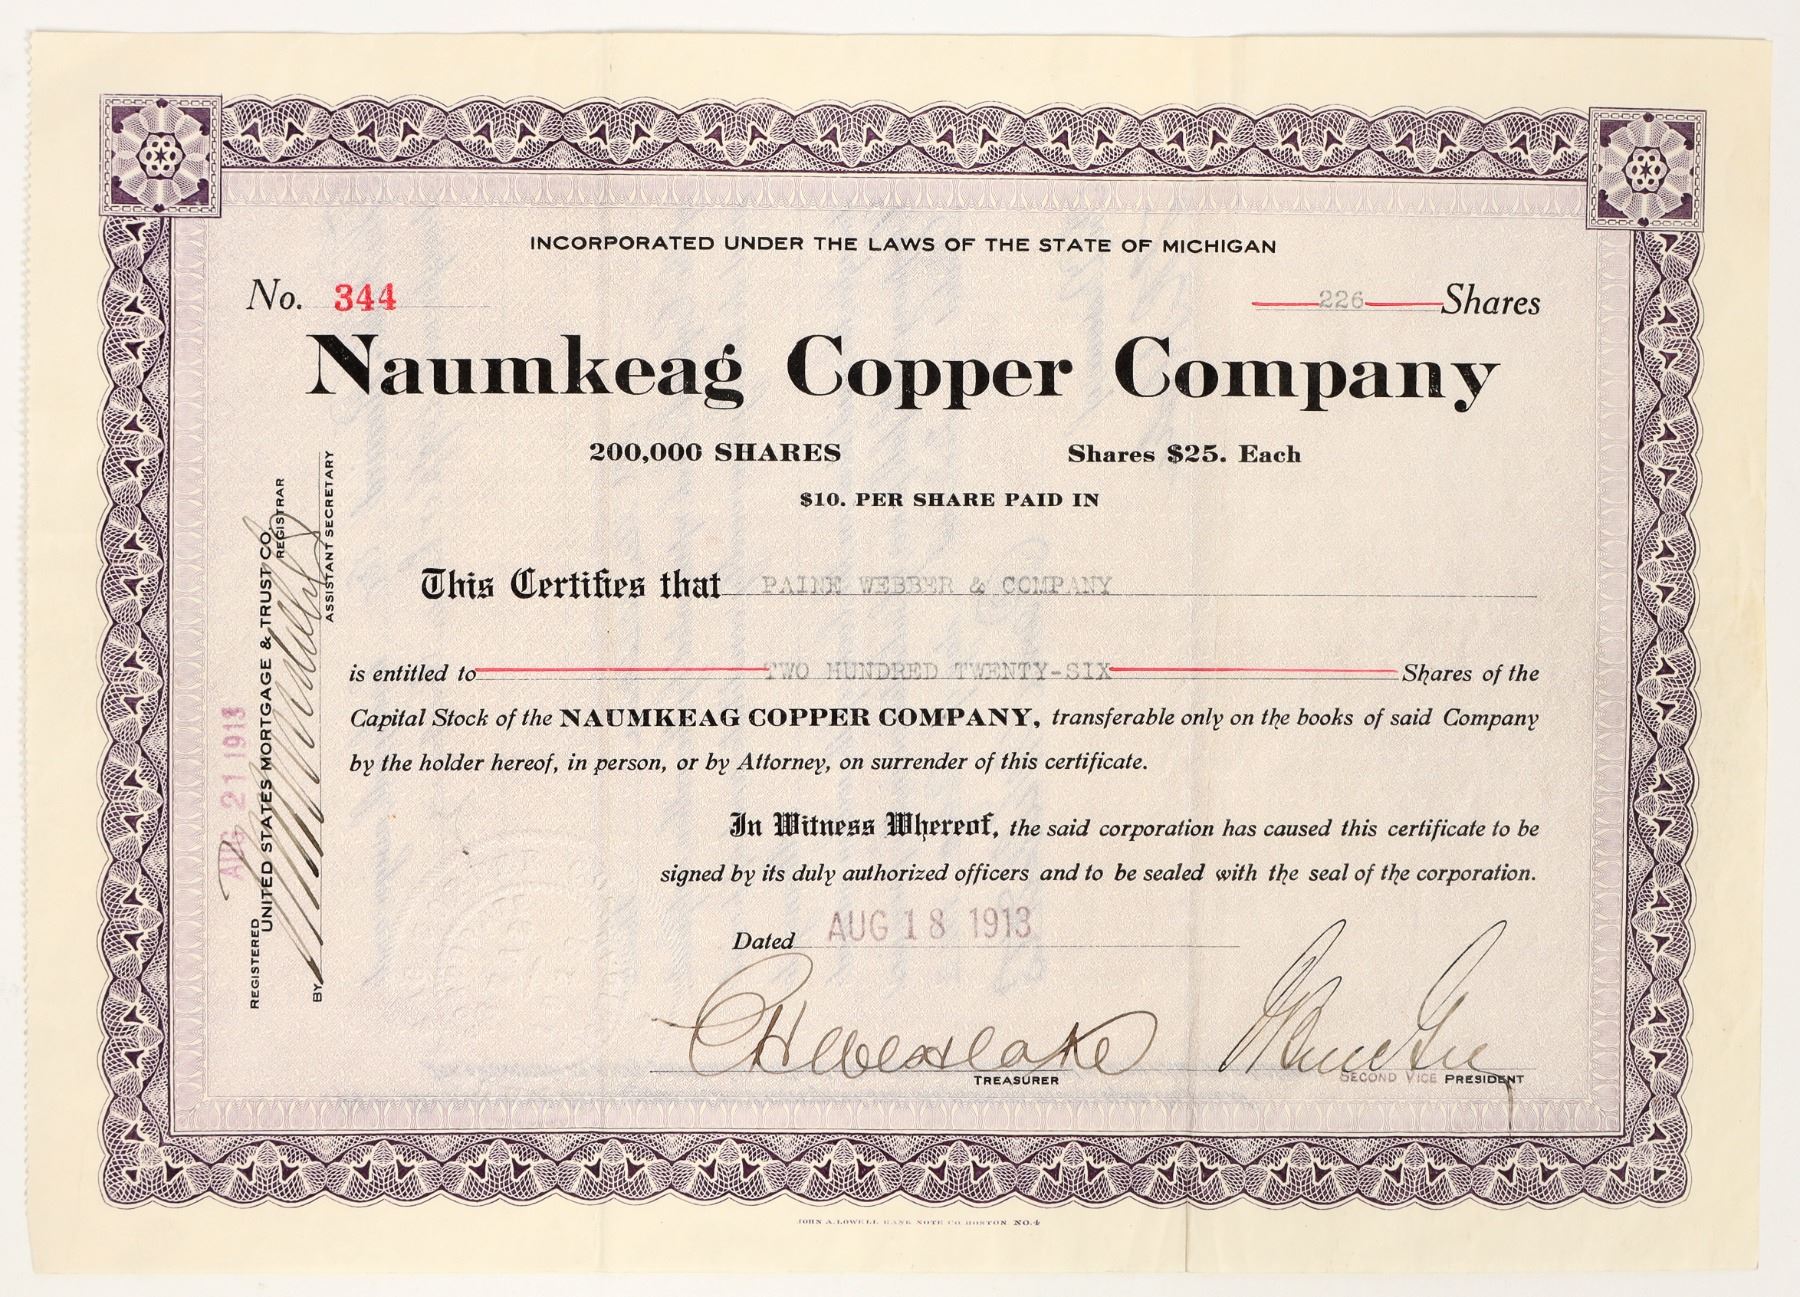 INCORPORATED UNDER THE LAWS OF THE STATE OF MICHIGAN
No. 344
226 Shares
Naumkeag Copper Company
200,000 SHARES Shares $25. Each
$10. PER SHARE PAID IN
This Certifies that PAINE WEBBER & COMPANY
is entitled to TWO HUNDRED TWENTY-SIX Shares of the
Capital Stock of the NAUMKEAG COPPER COMPANY, transferable only on the books of said Company
by the holder hereof, in person, or by Attorney, on surrender of this certificate.
In Witness Whereof, the said corporation has caused this certificate to be
signed by its duly authorized officers and to be sealed with the seal of the corporation.
Dated AUG 18 1913
TREASURER
SECOND VICE PRESIDENT
AUG 21 1913
REGISTERED
UNITED STATES MORTGAGE & TRUST CO.
REGISTRAR
BY
ASSISTANT SECRETARY
JOHN A. LOWELL BANK NOTE CO. BOSTON NO. 4